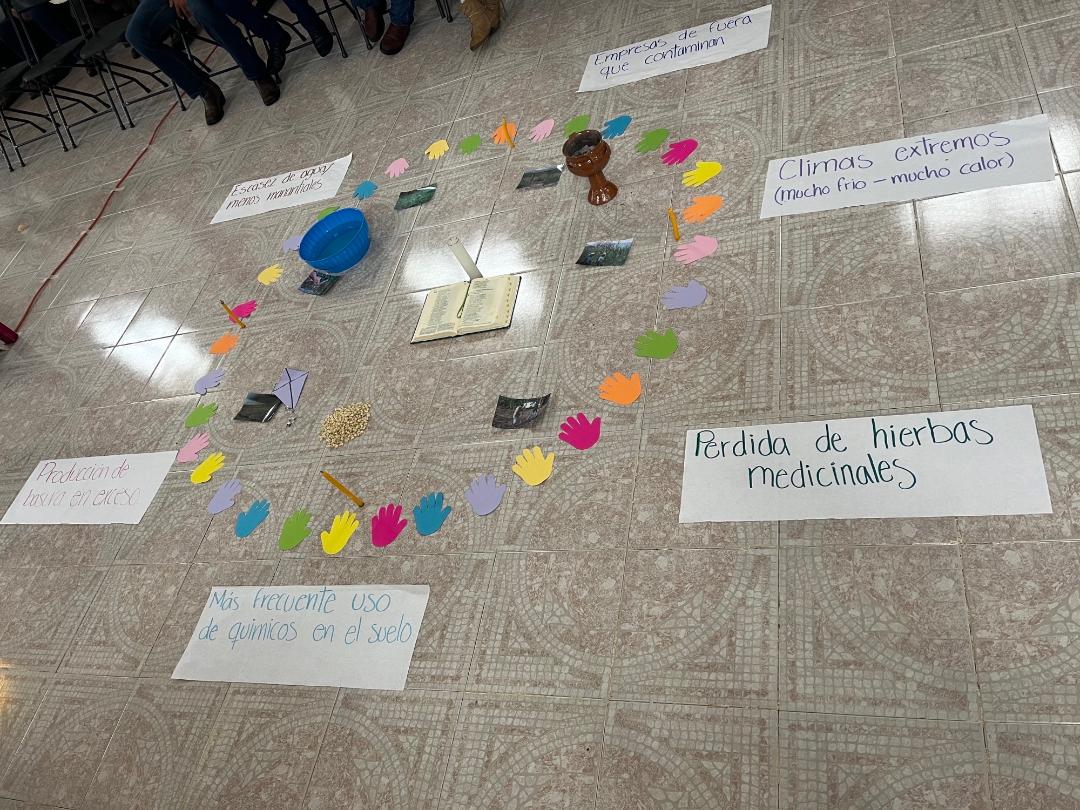 Empresas de fuera
que contaminan
Escasez de agua/
menos manantiales
Climas extremos
(mucho frio - mucho calor)
Perdida de hierbas
medicinales
Producción de
basura en exceso
Más frecuente uso
de quimicos en el suelo